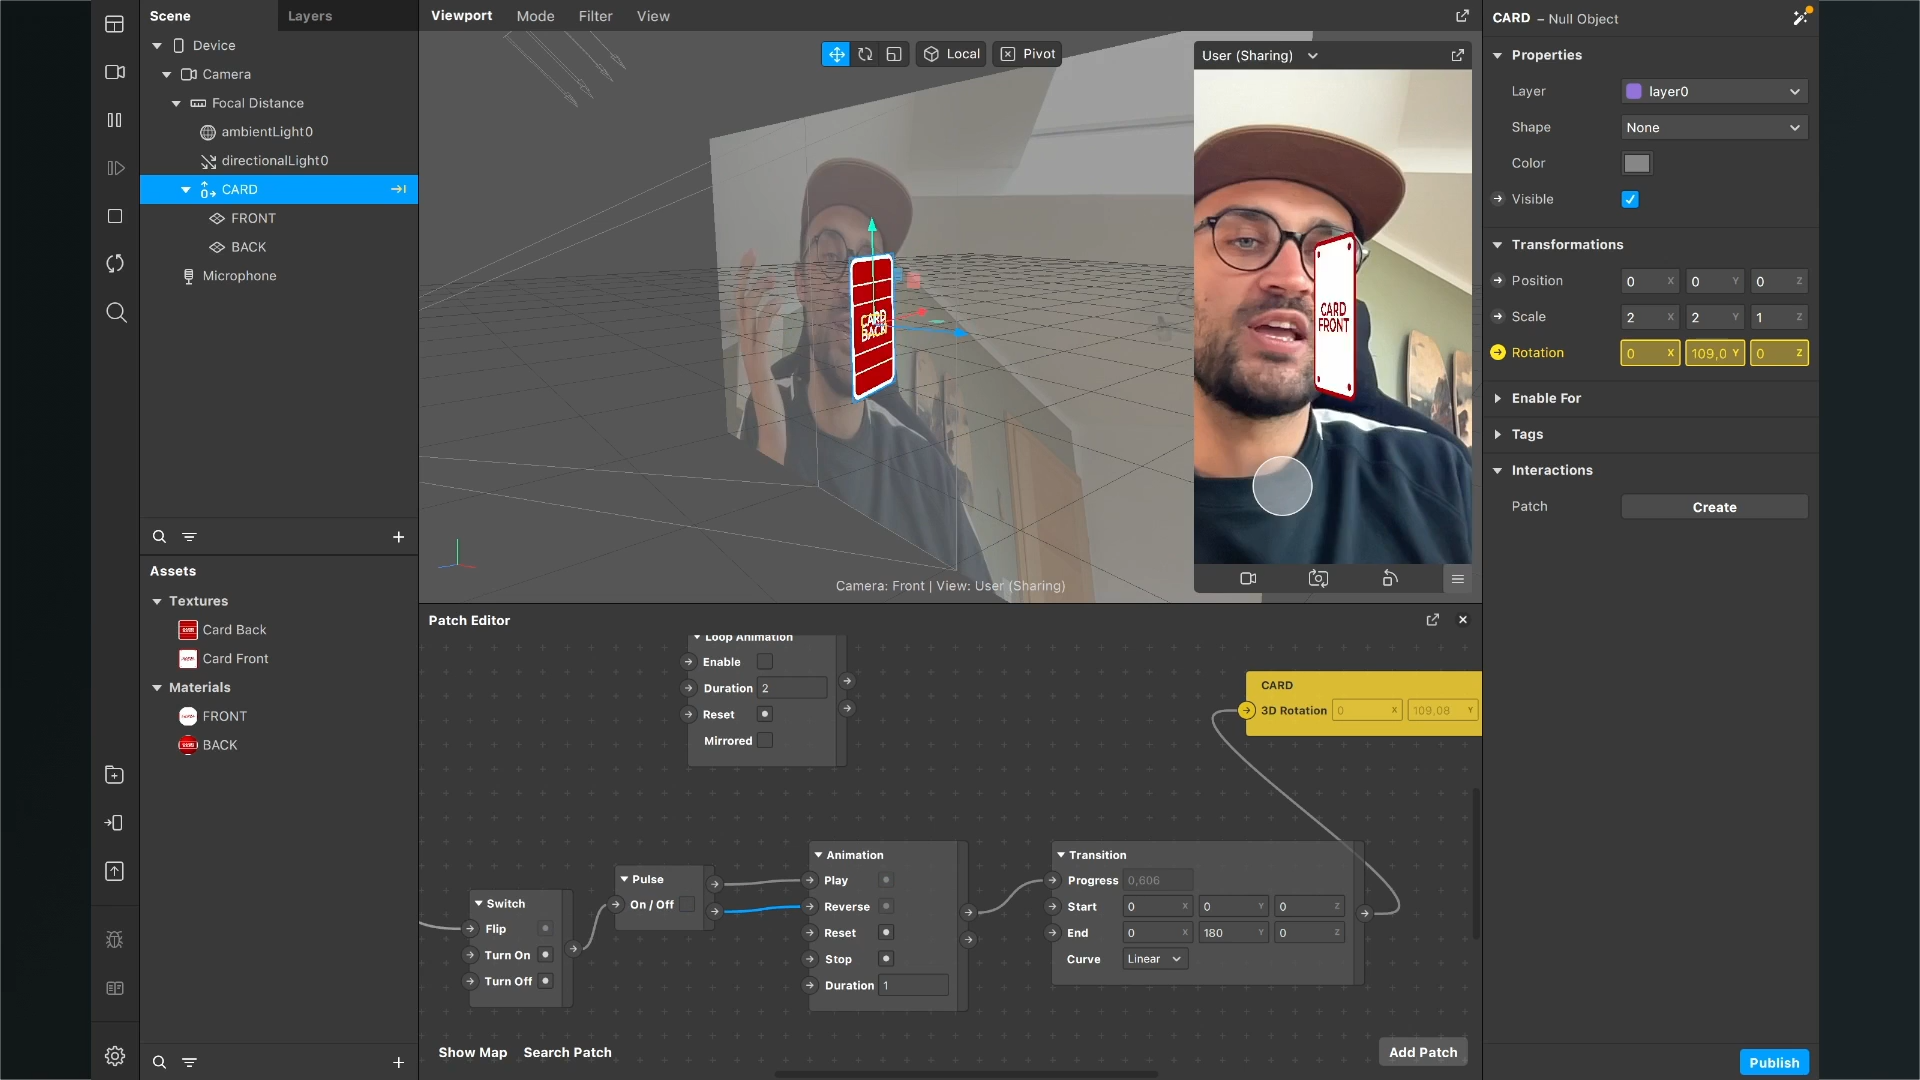 Scene
Layers
Device
Camera
Focal Distance
ambientLight0
directionalLight0
CARD
FRONT
BACK
Microphone
Assets
Textures
Card Back
Card Front
Materials
FRONT
BACK
Viewport Mode Filter View
Local
Pivot
CARD
BACK
Camera: Front | View: User (Sharing)
User (Sharing)
CARD
FRONT
Patch Editor
Loop Animation
Enable
Duration 2
Reset
Mirrored
CARD
3D Rotation 0 X 109,08 Y
Switch
Flip
Turn On
Turn Off
Pulse
On / Off
Animation
Play
Reverse
Reset
Stop
Duration 1
Transition
Progress 0,606
Start 0 X 0 Y 0 Z
End 0 X 180 Y 0 Z
Curve Linear
Show Map Search Patch
Add Patch
CARD – Null Object
Properties
Layer layer0
Shape None
Color
Visible
Transformations
Position 0 X 0 Y 0 Z
Scale 2 X 2 Y 1 Z
Rotation 0 X 109,0 Y 0 Z
Enable For
Tags
Interactions
Patch Create
Publish